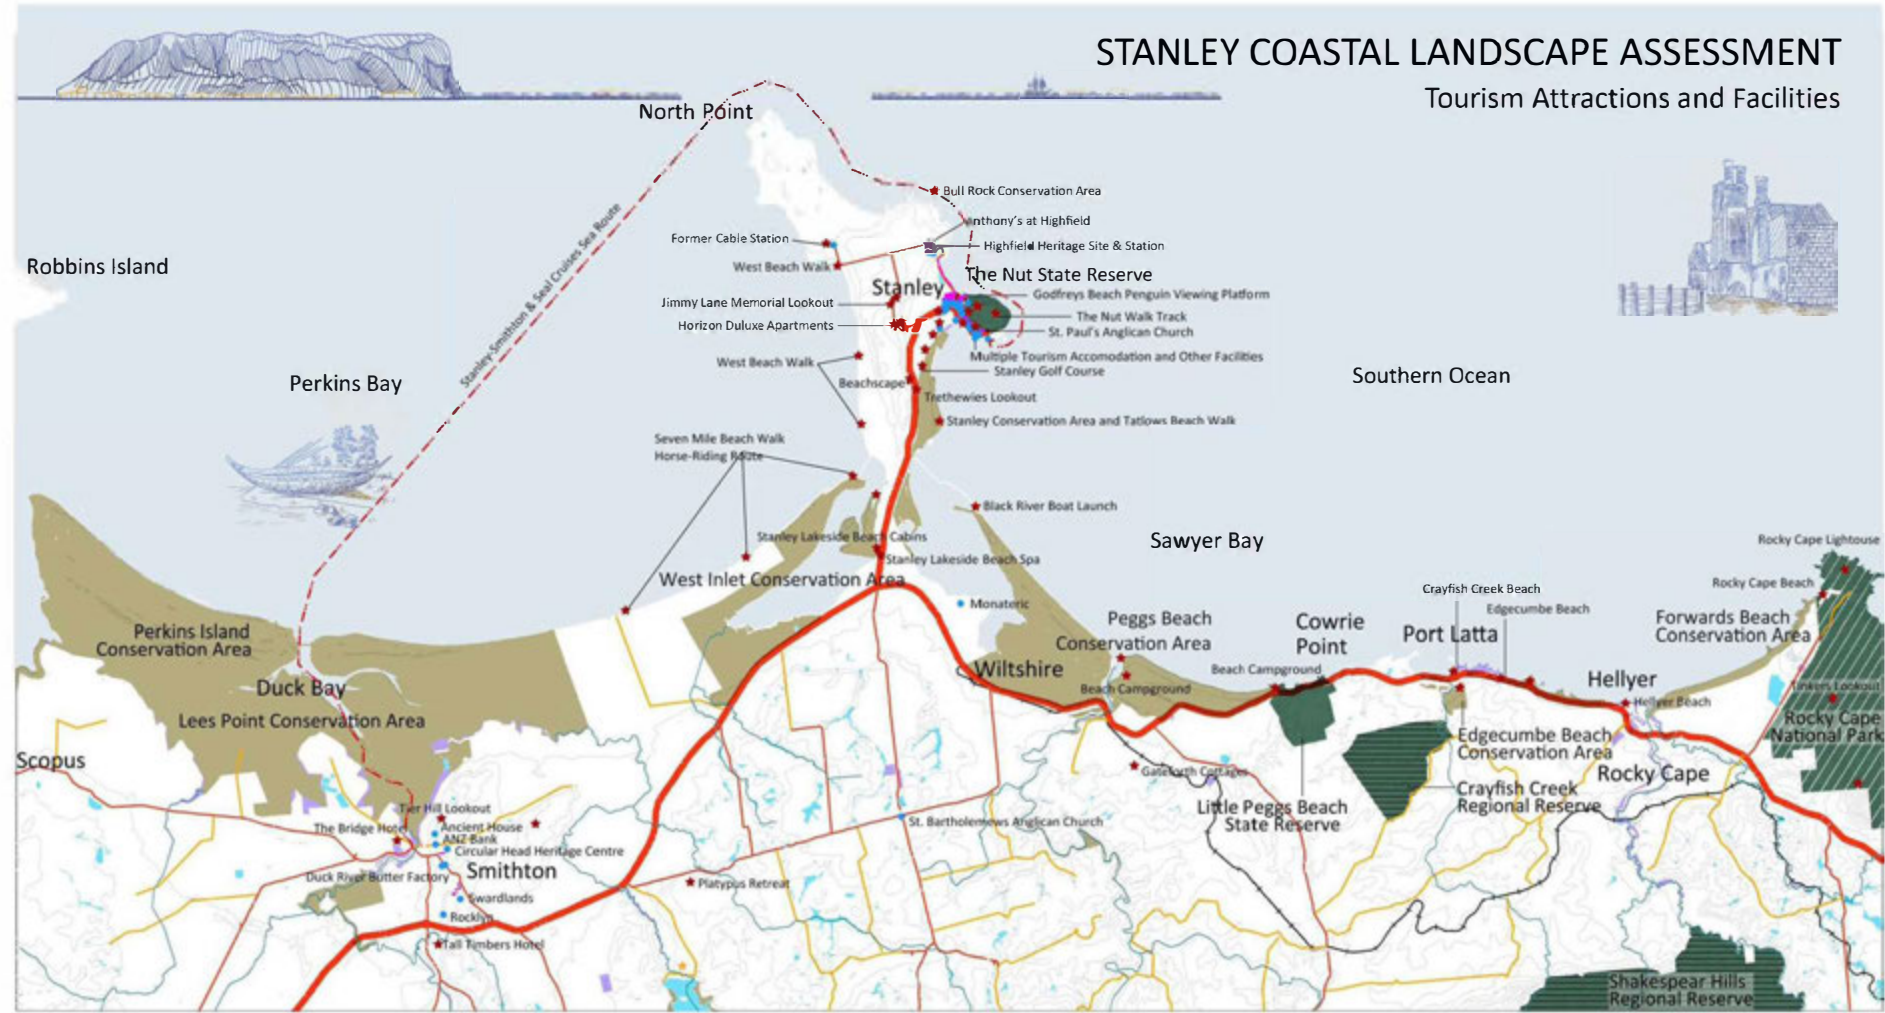 STANLEY COASTAL LANDSCAPE ASSESSMENT
Tourism Attractions and Facilities
North Point
Bull Rock Conservation Area
Anthony's at Highfield
Former Cable Station
Highfield Heritage Site & Station
Robbins Island
West Beach Walk
The Nut State Reserve
Stanley-Smithton & Seal Cruises Sea Route
Stanley
Godfreys Beach Penguin Viewing Platform
Jimmy Lane Memorial Lookout
The Nut Walk Track
Horizon Duluxe Apartments
St. Paul's Anglican Church
Multiple Tourism Accomodation and Other Facilities
West Beach Walk
Stanley Golf Course
Perkins Bay
Beachscape
Southern Ocean
Trethewies Lookout
Stanley Conservation Area and Tatlows Beach Walk
Seven Mile Beach Walk
Horse-Riding Route
Black River Boat Launch
Stanley Lakeside Beach Cabins
Sawyer Bay
Rocky Cape Lighthouse
Stanley Lakeside Beach Spa
West Inlet Conservation Area
Rocky Cape Beach
Crayfish Creek Beach
Monateric
Edgecumbe Beach
Peggs Beach
Conservation Area
Cowrie
Point
Port Latta
Forwards Beach
Conservation Area
Perkins Island
Conservation Area
Wiltshire
Beach Campground
Hellyer
Duck Bay
Beach Campground
Tinkers Lookout
Hellyer Beach
Lees Point Conservation Area
Rocky Cape
National Park
Edgecumbe Beach
Conservation Area
Scopus
Gateforth Cottages
Rocky Cape
Crayfish Creek
Regional Reserve
Little Peggs Beach
State Reserve
Tier Hill Lookout
The Bridge Hotel
Ancient House
ANZ Bank
St. Bartholemews Anglican Church
Circular Head Heritage Centre
Duck River Butter Factory
Smithton
Platypus Retreat
Swardlands
Rocklyn
Tall Timbers Hotel
Shakespear Hills
Regional Reserve